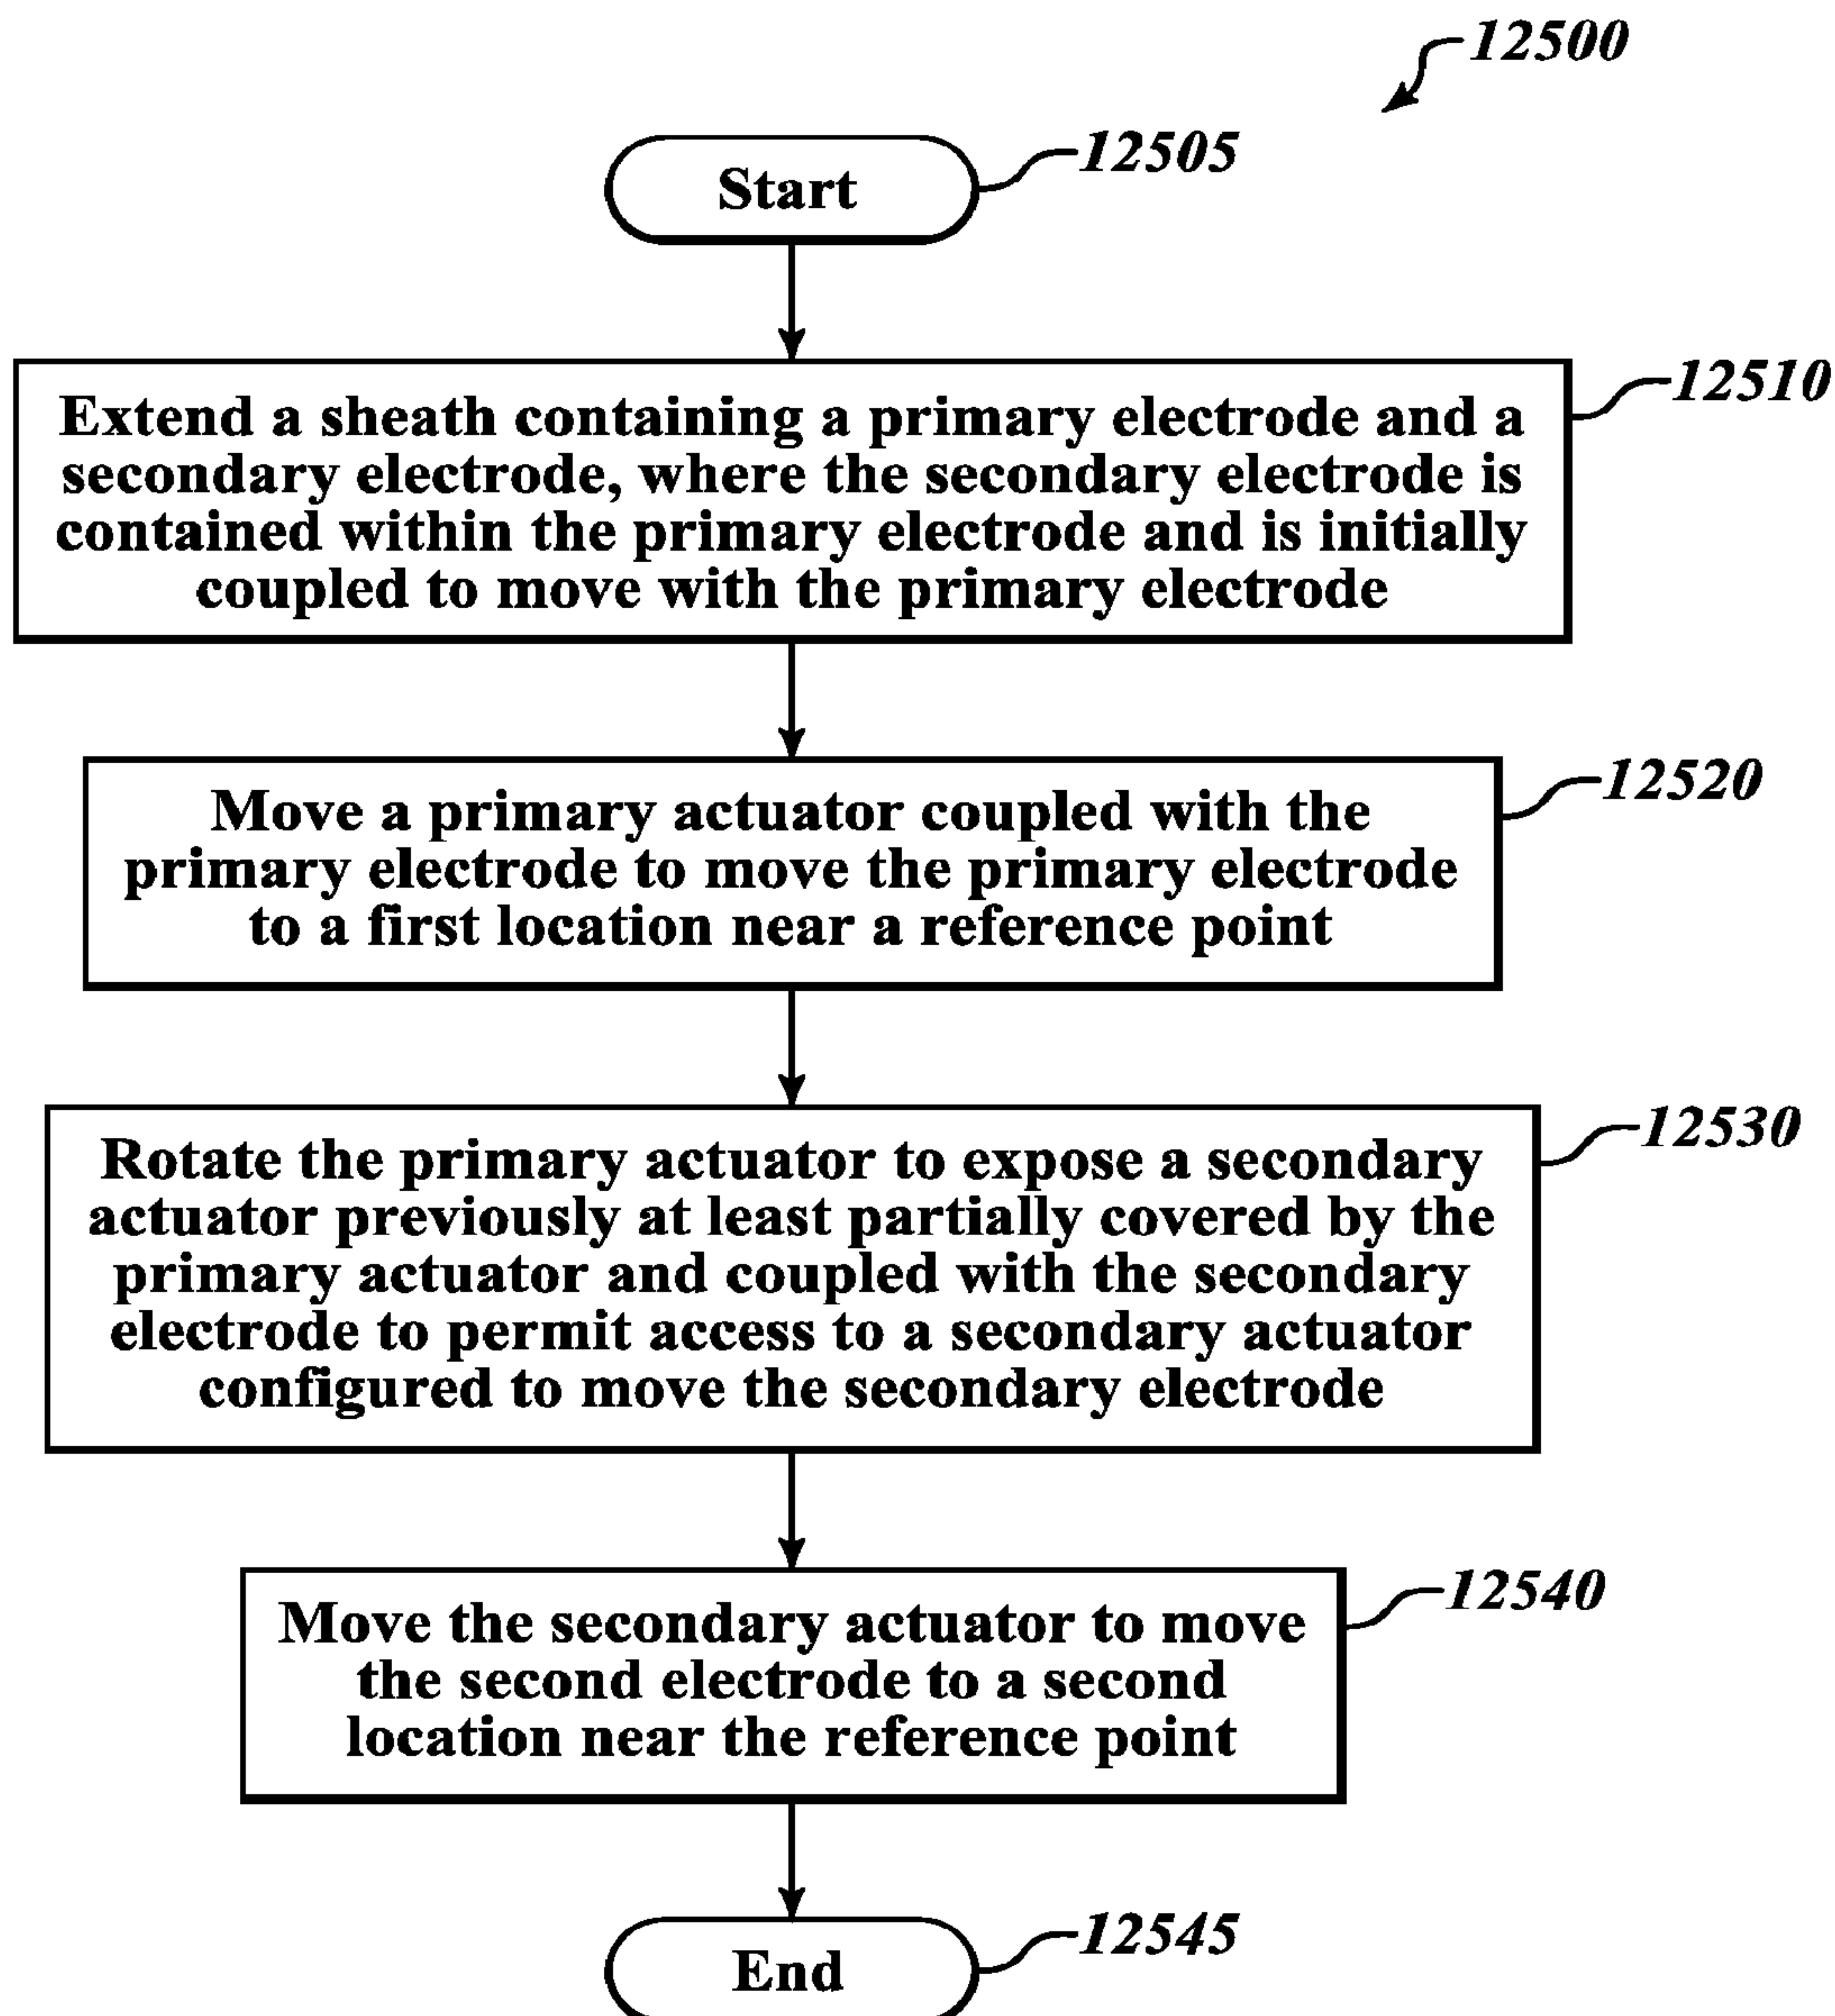 12500
Start
12505
Extend a sheath containing a primary electrode and a
secondary electrode, where the secondary electrode is
contained within the primary electrode and is initially
coupled to move with the primary electrode
12510
Move a primary actuator coupled with the
primary electrode to move the primary electrode
to a first location near a reference point
12520
Rotate the primary actuator to expose a secondary
actuator previously at least partially covered by the
primary actuator and coupled with the secondary
electrode to permit access to a secondary actuator
configured to move the secondary electrode
12530
Move the secondary actuator to move
the second electrode to a second
location near the reference point
12540
End
12545